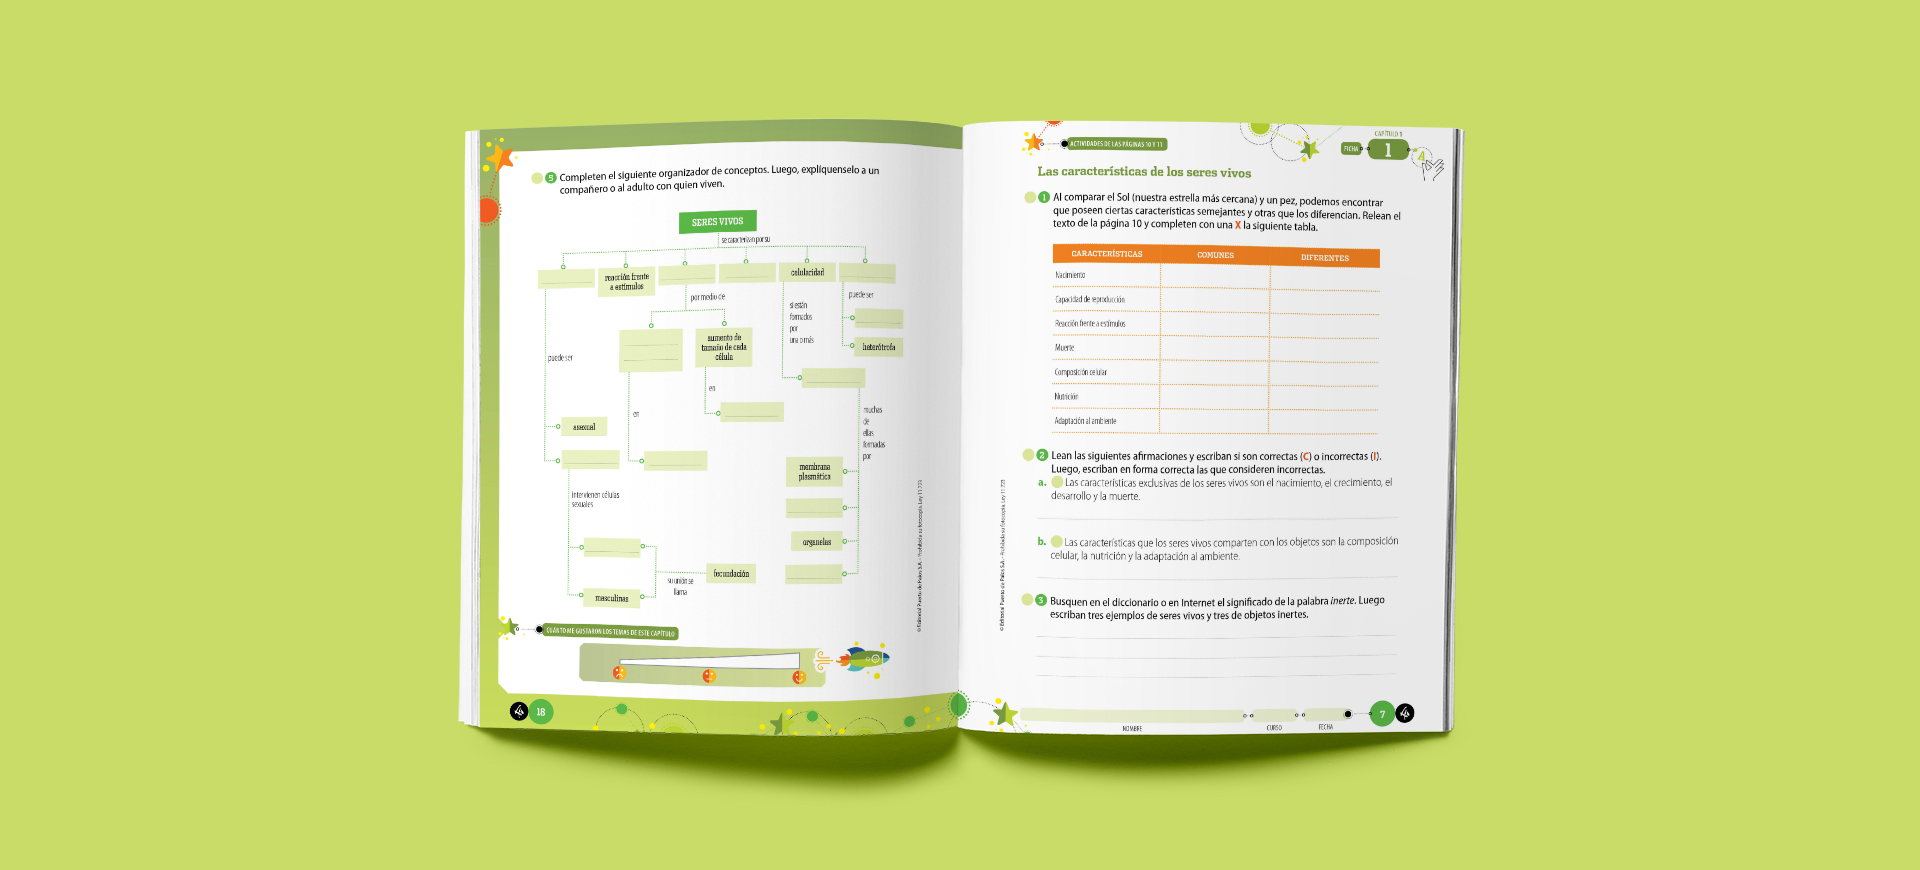 5 Completen el siguiente organizador de conceptos. Luego, explíquenselo a un
compañero o al adulto con quien viven.
SERES VIVOS
se caracterizan por su
reacción frente
a estímulos
celularidad
por medio de
puede ser
si están
formados
por
una o más
puede ser
aumento de
tamaño de cada
célula
heterótrofa
en
en
muchas
de
ellas
formadas
por
asexual
membrana
plasmática
intervienen células
sexuales
organelas
fecundación
su unión se
llama
masculinas
CUÁNTO ME GUSTARON LOS TEMAS DE ESTE CAPÍTULO
© Editorial Puerto de Palos S.A. - Prohibida su fotocopia. Ley 11.723
18
ACTIVIDADES DE LAS PÁGINAS 10 Y 11
CAPÍTULO 1
FICHA
1
A
Las características de los seres vivos
1 Al comparar el Sol (nuestra estrella más cercana) y un pez, podemos encontrar
que poseen ciertas características semejantes y otras que los diferencian. Relean el
texto de la página 10 y completen con una X la siguiente tabla.
CARACTERÍSTICAS COMUNES DIFERENTES
Nacimiento
Capacidad de reproducción
Reacción frente a estímulos
Muerte
Composición celular
Nutrición
Adaptación al ambiente
2 Lean las siguientes afirmaciones y escriban si son correctas (C) o incorrectas (I).
Luego, escriban en forma correcta las que consideren incorrectas.
a. Las características exclusivas de los seres vivos son el nacimiento, el crecimiento, el
desarrollo y la muerte.
b. Las características que los seres vivos comparten con los objetos son la composición
celular, la nutrición y la adaptación al ambiente.
3 Busquen en el diccionario o en Internet el significado de la palabra inerte. Luego
escriban tres ejemplos de seres vivos y tres de objetos inertes.
© Editorial Puerto de Palos S.A. - Prohibida su fotocopia. Ley 11.723
NOMBRE CURSO FECHA
7